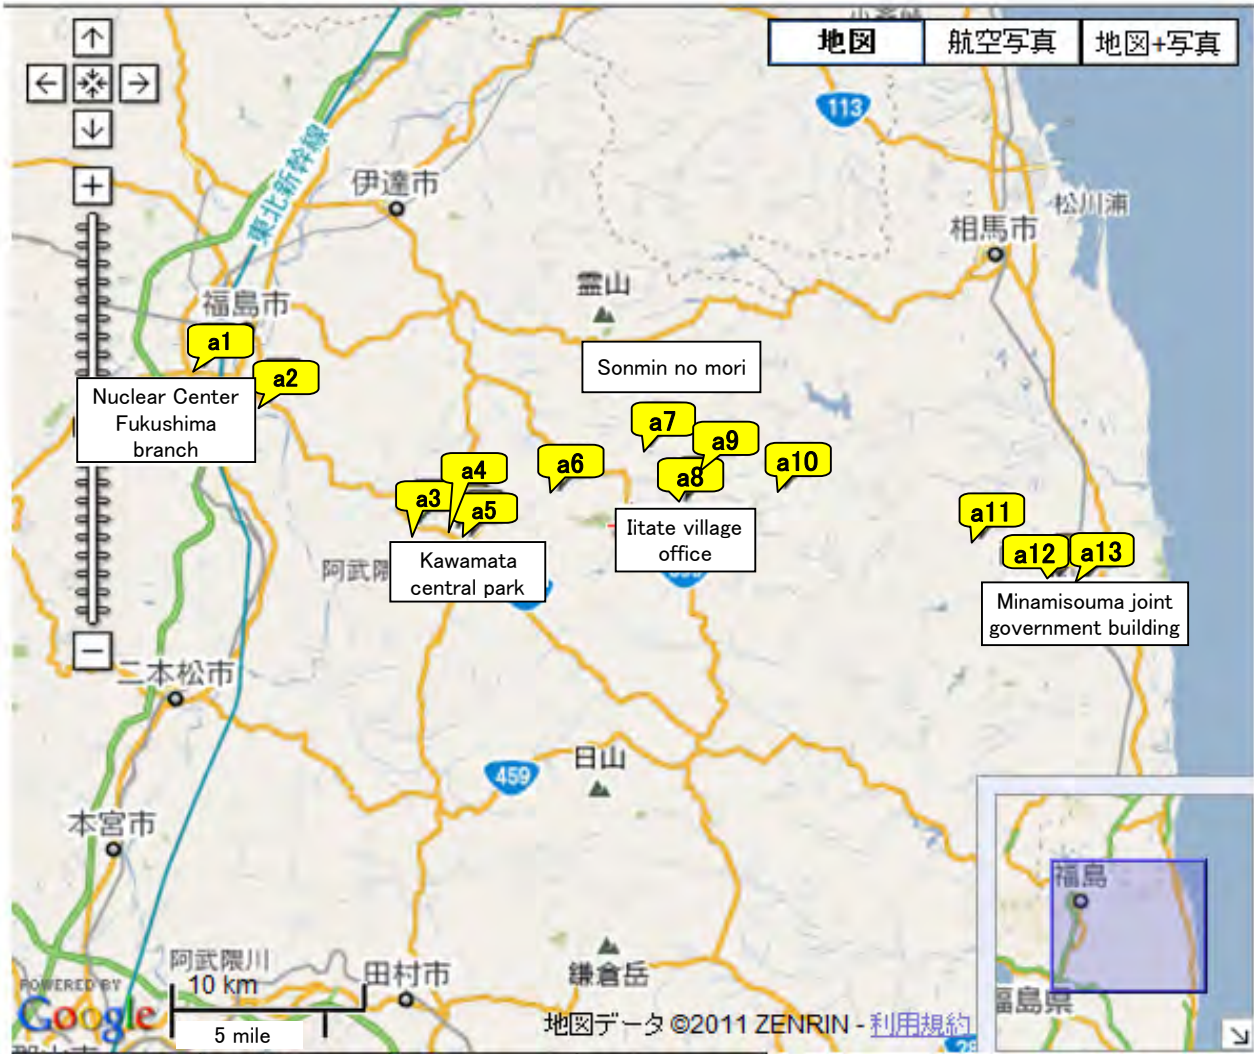 地図
航空写真
地図+写真
113
東北新幹線
伊達市
松川浦
相馬市
霊山
福島市
a1
Sonmin no mori
a2
Nuclear Center
Fukushima
branch
a7
a9
a4
a6
a10
a8
a3
a5
a11
Iitate village
office
a12
a13
Kawamata
central park
阿武隈
Minamisouma joint
government building
二本松市
日山
459
本宮市
福島
阿武隈川
田村市
鎌倉岳
10 km
POWERED BY
Google
福島県
5 mile
地図データ ©2011 ZENRIN - 利用規約